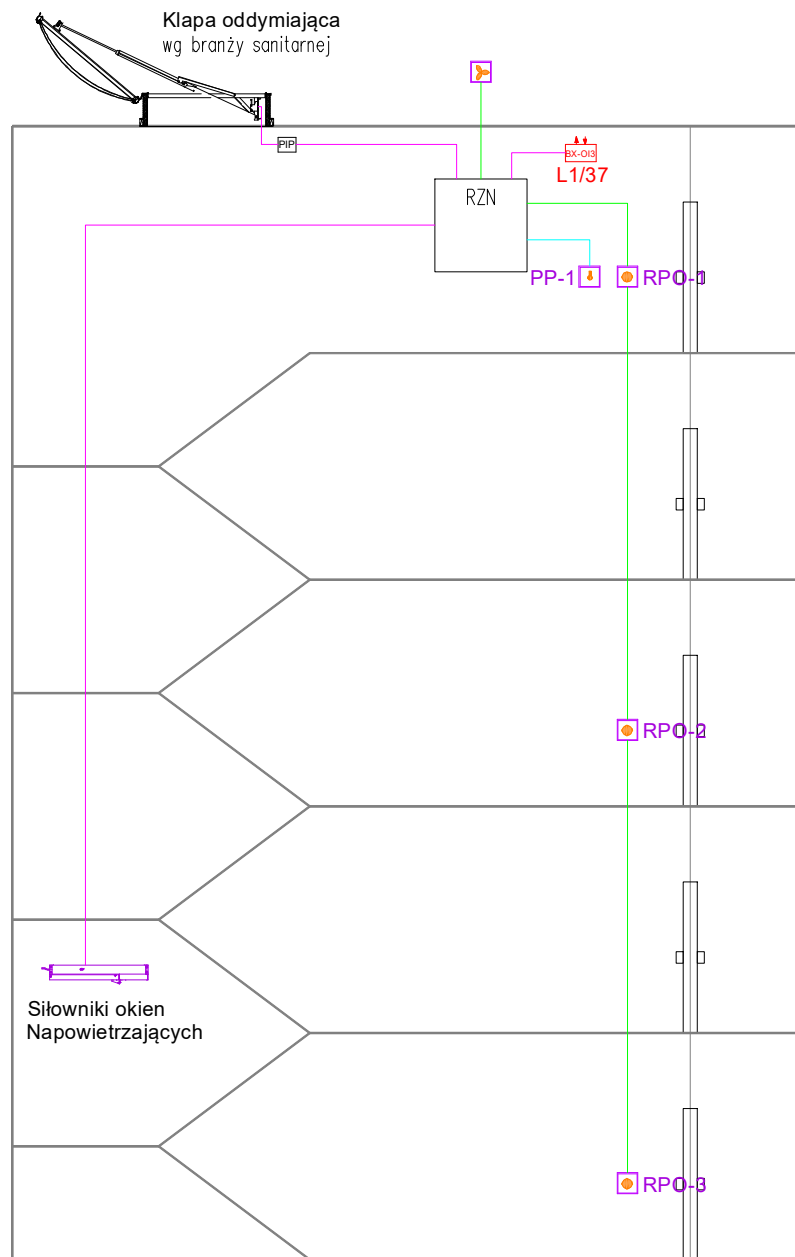 Klapa oddymiająca
wg branży sanitarnej
PIP
BX-OI3
L1/37
RZN
PP-1
RPO-1
RPO-2
Siłowniki okien
Napowietrzających
RPO-3